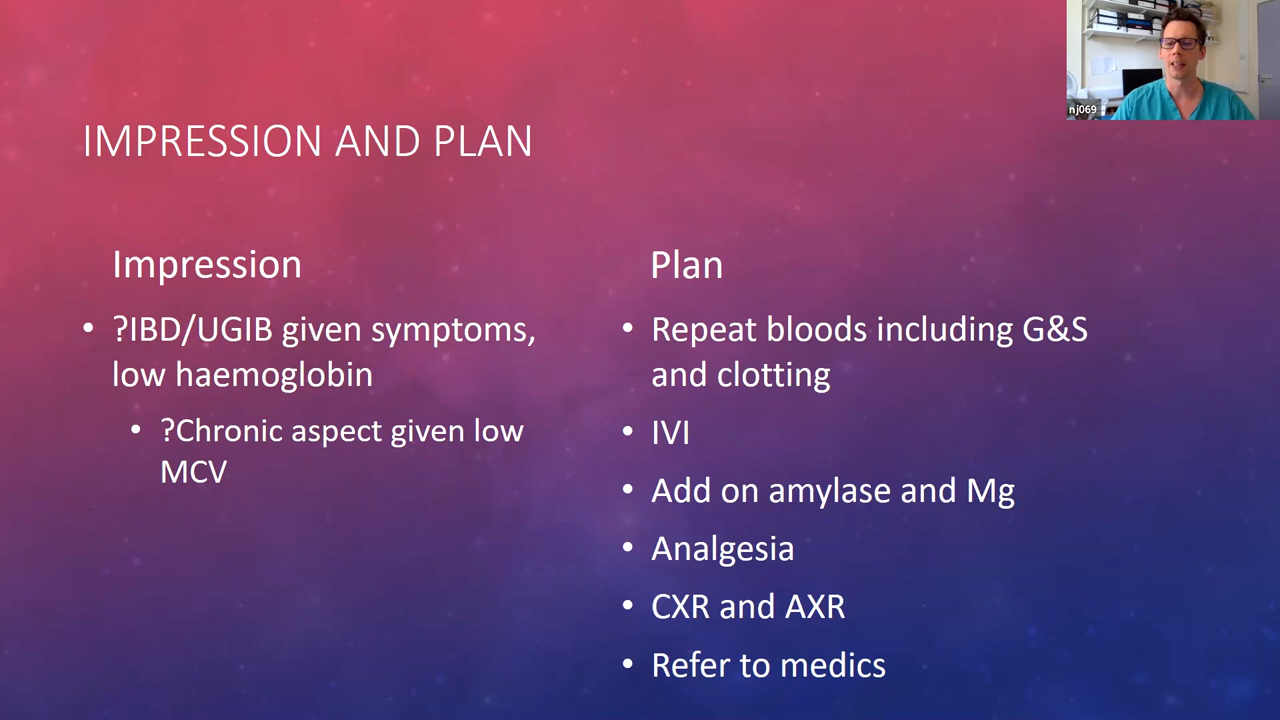 nj069
IMPRESSION AND PLAN
Impression
• ?IBD/UGIB given symptoms,
low haemoglobin
• ?Chronic aspect given low
MCV
Plan
• Repeat bloods including G&S
and clotting
• IVI
• Add on amylase and Mg
• Analgesia
• CXR and AXR
• Refer to medics